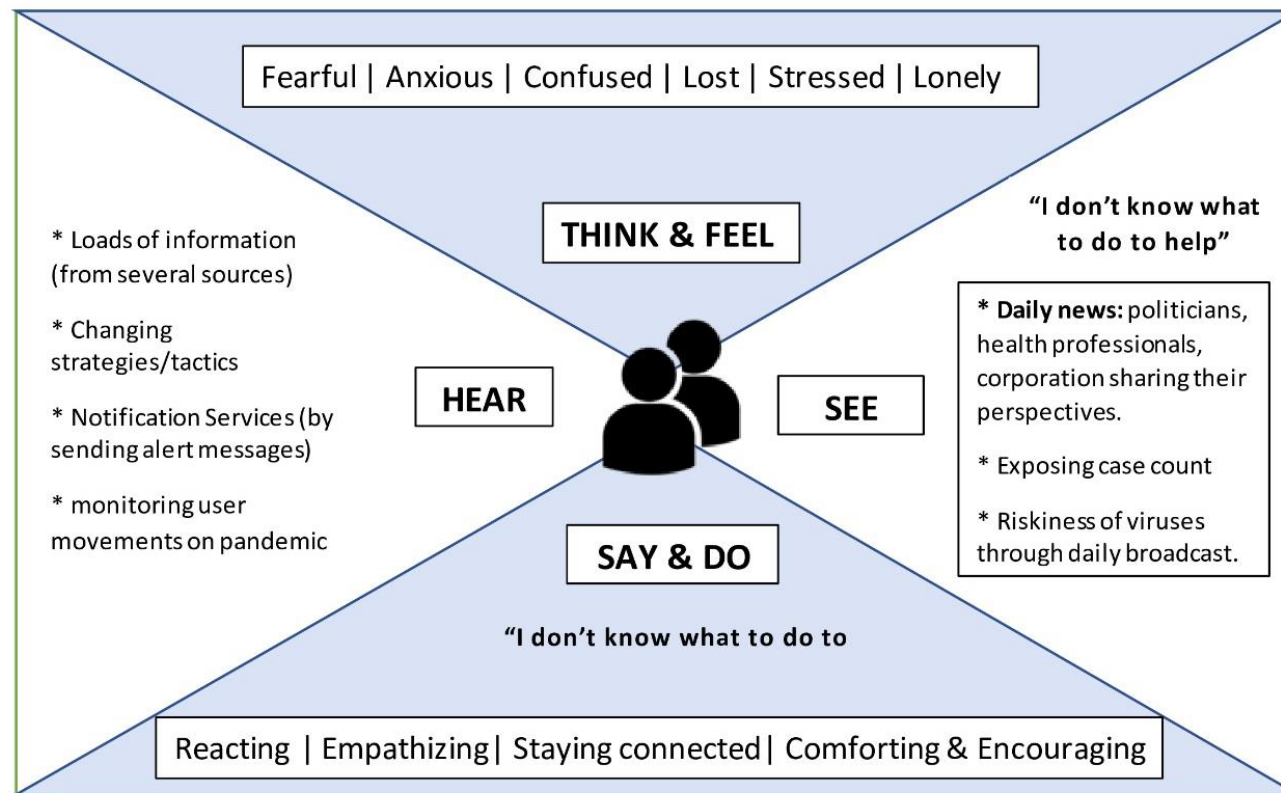 Fearful | Anxious | Confused | Lost | Stressed | Lonely
THINK & FEEL
* Loads of information
(from several sources)
* Changing
strategies/tactics
* Notification Services (by
sending alert messages)
* monitoring user
movements on pandemic
HEAR
SEE
“I don’t know what
to do to help”
* Daily news: politicians,
health professionals,
corporation sharing their
perspectives.
* Exposing case count
* Riskiness of viruses
through daily broadcast.
SAY & DO
“I don’t know what to do to
Reacting | Empathizing| Staying connected| Comforting & Encouraging